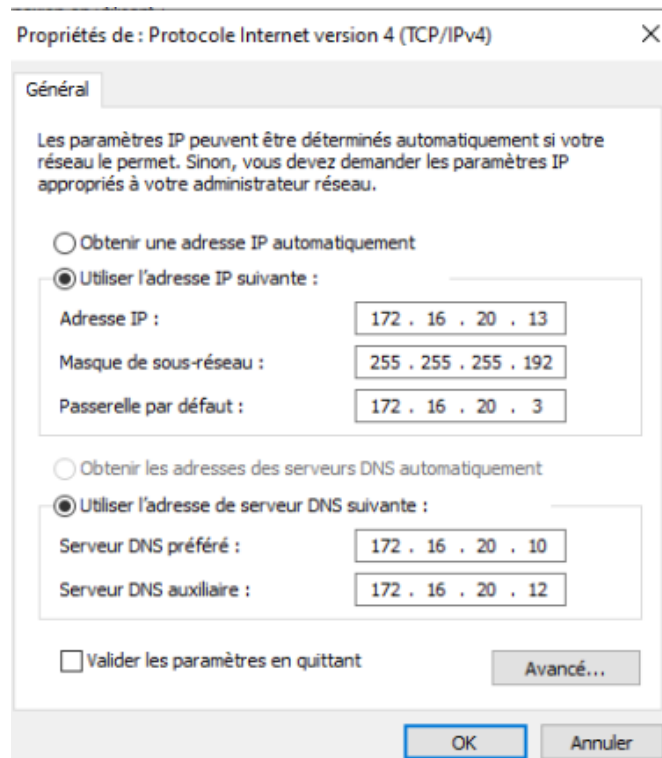 Propriétés de : Protocole Internet version 4 (TCP/IPv4)
Général
Les paramètres IP peuvent être déterminés automatiquement si votre
réseau le permet. Sinon, vous devez demander les paramètres IP
appropriés à votre administrateur réseau.
Obtenir une adresse IP automatiquement
Utiliser l'adresse IP suivante :
Adresse IP : 172 . 16 . 20 . 13
Masque de sous-réseau : 255 . 255 . 255 . 192
Passerelle par défaut : 172 . 16 . 20 . 3
Obtenir les adresses des serveurs DNS automatiquement
Utiliser l'adresse de serveur DNS suivante :
Serveur DNS préféré : 172 . 16 . 20 . 10
Serveur DNS auxiliaire : 172 . 16 . 20 . 12
Valider les paramètres en quittant
Avancé...
OK Annuler